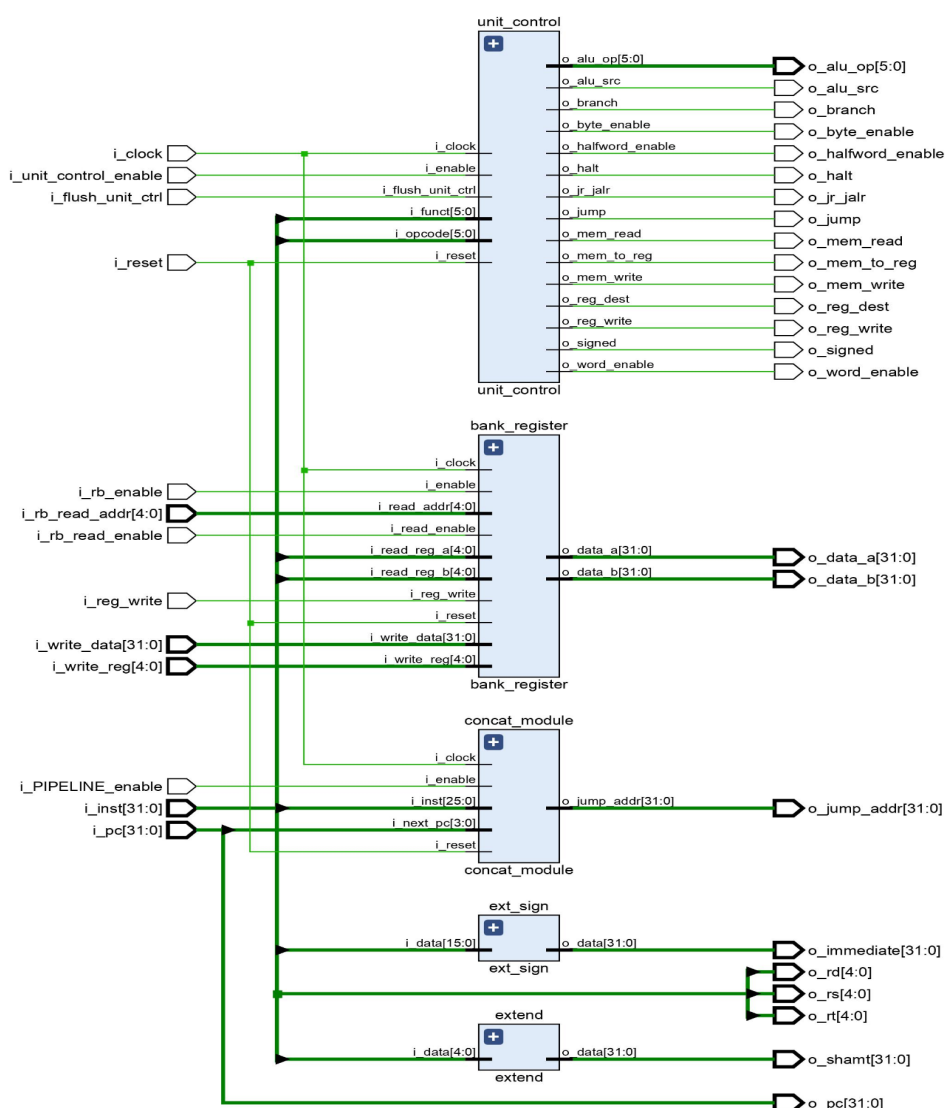 unit_control
o_alu_op[5:0] o_alu_op[5:0]
o_alu_src o_alu_src
o_branch o_branch
o_byte_enable o_byte_enable
i_clock i_clock o_halfword_enable o_halfword_enable
i_unit_control_enable i_enable o_halt o_halt
i_flush_unit_ctrl i_flush_unit_ctrl o_jr_jalr o_jr_jalr
i_funct[5:0] o_jump o_jump
i_opcode[5:0] o_mem_read o_mem_read
i_reset i_reset o_mem_to_reg o_mem_to_reg
o_mem_write o_mem_write
o_reg_dest o_reg_dest
o_reg_write o_reg_write
o_signed o_signed
o_word_enable o_word_enable
unit_control
bank_register
i_clock
i_rb_enable i_enable
i_rb_read_addr[4:0] i_read_addr[4:0]
i_rb_read_enable i_read_enable
i_read_reg_a[4:0] o_data_a[31:0] o_data_a[31:0]
i_read_reg_b[4:0] o_data_b[31:0] o_data_b[31:0]
i_reg_write i_reg_write
i_reset
i_write_data[31:0] i_write_data[31:0]
i_write_reg[4:0] i_write_reg[4:0]
bank_register
concat_module
i_clock
i_PIPELINE_enable i_enable
i_inst[31:0] i_inst[25:0] o_jump_addr[31:0] o_jump_addr[31:0]
i_pc[31:0] i_next_pc[3:0]
i_reset
concat_module
ext_sign
i_data[15:0] o_data[31:0] o_immediate[31:0]
ext_sign
o_rd[4:0]
o_rs[4:0]
o_rt[4:0]
extend
i_data[4:0] o_data[31:0] o_shamt[31:0]
extend
o_pc[31:0]